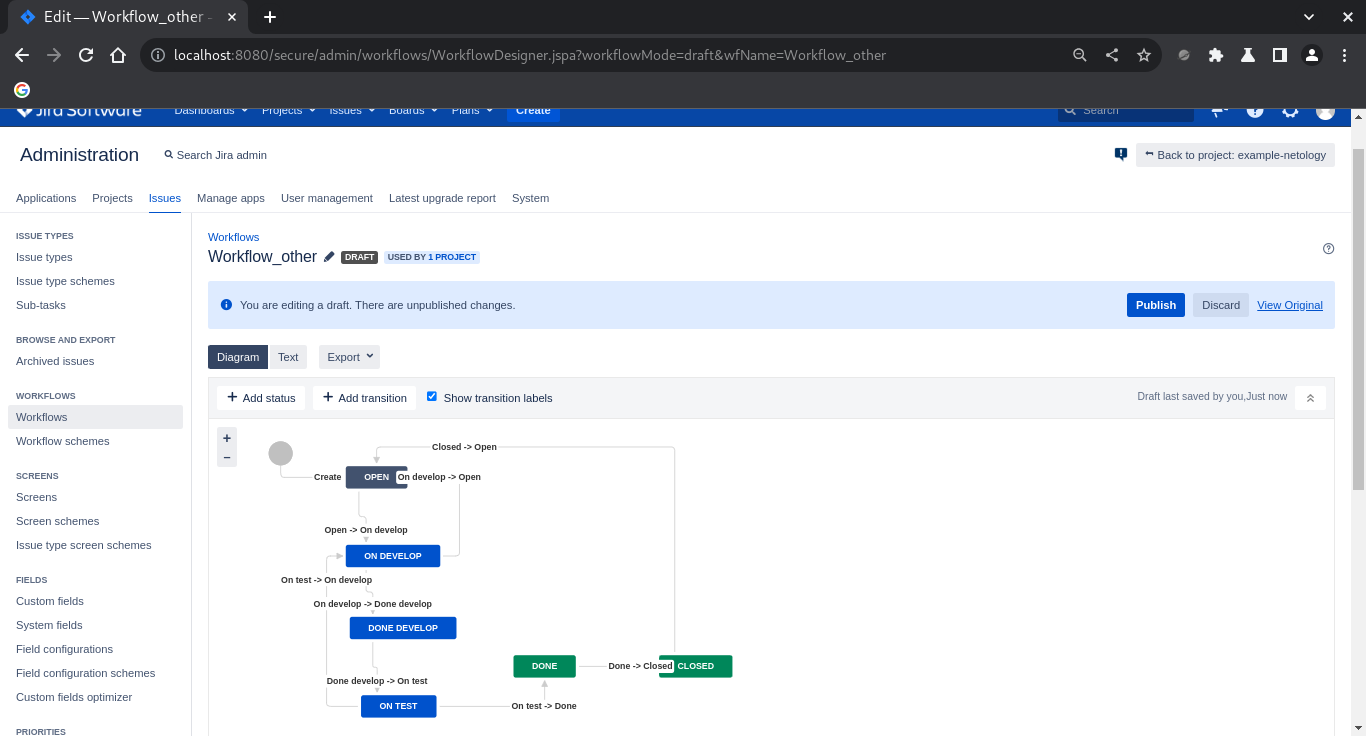 Edit — Workflow_other -
localhost:8080/secure/admin/workflows/WorkflowDesigner.jspa?workflowMode=draft&wfName=Workflow_other
Jira Software Dashboards Projects Issues Boards Plans Create Search
Administration Search Jira admin Back to project: example-netology
Applications Projects Issues Manage apps User management Latest upgrade report System
ISSUE TYPES
Issue types
Issue type schemes
Sub-tasks
BROWSE AND EXPORT
Archived issues
WORKFLOWS
Workflows
Workflow schemes
SCREENS
Screens
Screen schemes
Issue type screen schemes
FIELDS
Custom fields
System fields
Field configurations
Field configuration schemes
Custom fields optimizer
PRIORITIES
Workflows
Workflow_other DRAFT USED BY 1 PROJECT
You are editing a draft. There are unpublished changes. Publish Discard View Original
Diagram Text Export
+ Add status + Add transition Show transition labels Draft last saved by you,Just now
+
−
Closed -> Open
Create OPEN On develop -> Open
Open -> On develop
ON DEVELOP
On test -> On develop
On develop -> Done develop
DONE DEVELOP
DONE Done -> Closed CLOSED
Done develop -> On test
ON TEST On test -> Done